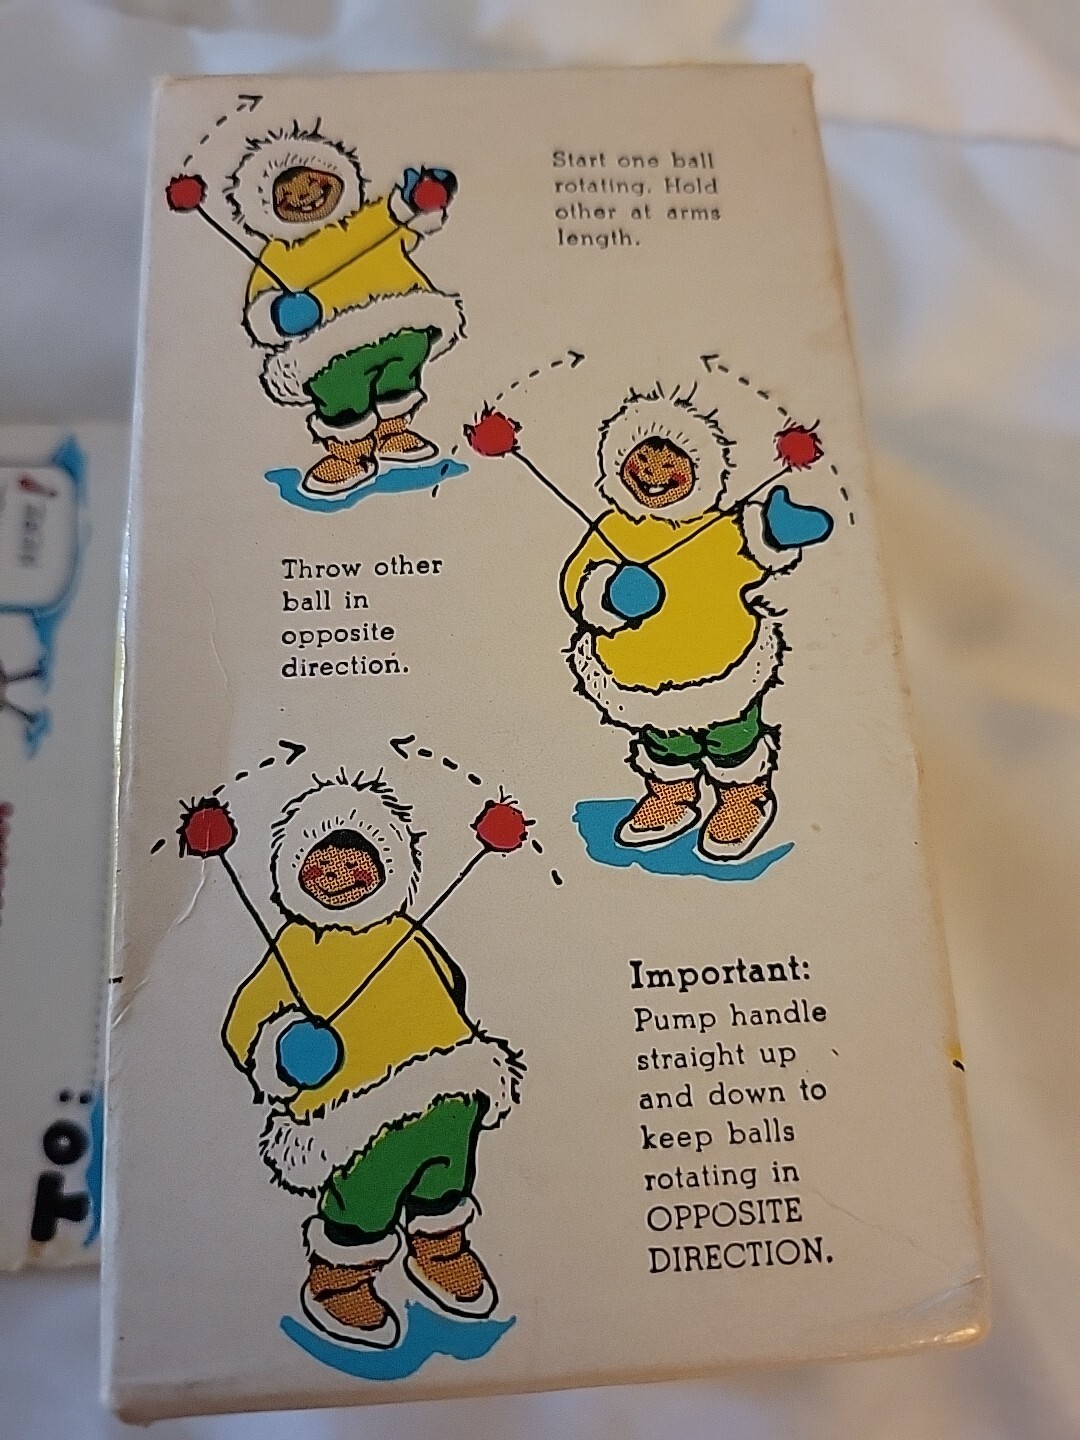 Start one ball
rotating. Hold
other at arms
length.
Throw other
ball in
opposite
direction.
Important:
Pump handle
straight up
and down to
keep balls
rotating in
OPPOSITE
DIRECTION.
To: